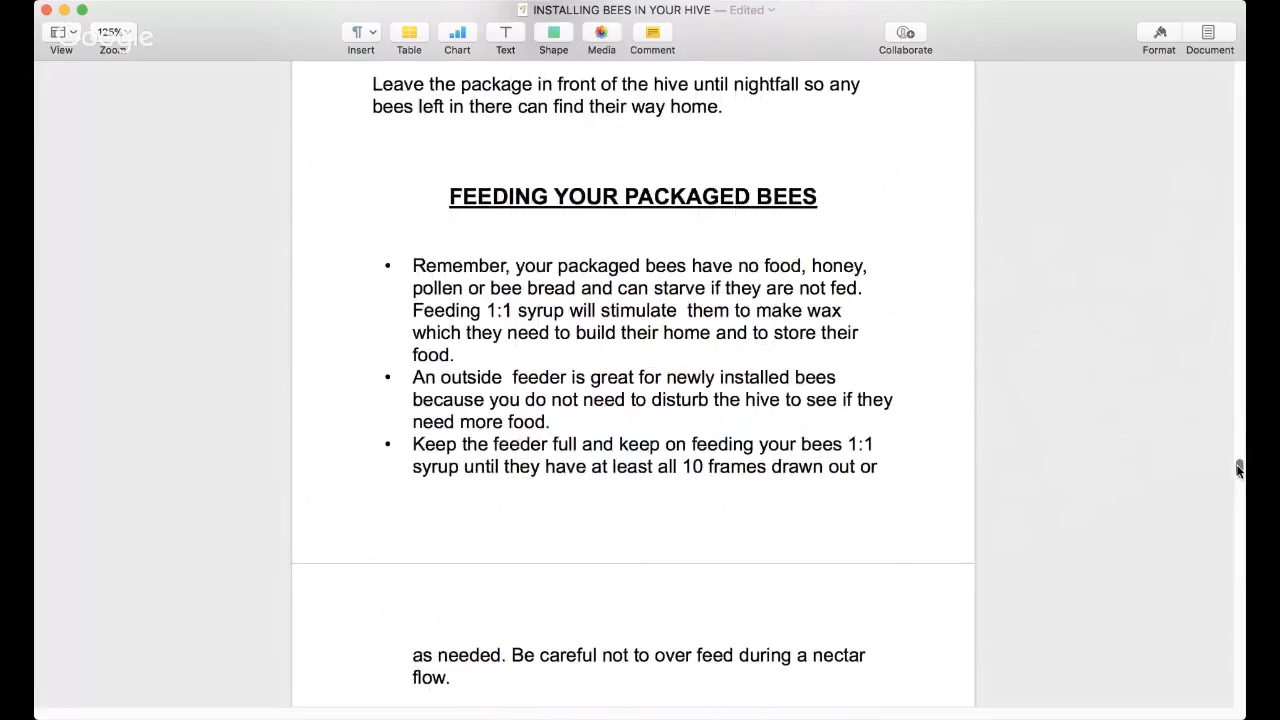 INSTALLING BEES IN YOUR HIVE — Edited
Google
125%
View
Zoom
Insert
Table
Chart
Text
Shape
Media
Comment
Collaborate
Format
Document
Leave the package in front of the hive until nightfall so any
bees left in there can find their way home.
FEEDING YOUR PACKAGED BEES
• Remember, your packaged bees have no food, honey,
pollen or bee bread and can starve if they are not fed.
Feeding 1:1 syrup will stimulate  them to make wax
which they need to build their home and to store their
food.
• An outside  feeder is great for newly installed bees
because you do not need to disturb the hive to see if they
need more food.
• Keep the feeder full and keep on feeding your bees 1:1
syrup until they have at least all 10 frames drawn out or
as needed. Be careful not to over feed during a nectar
flow.